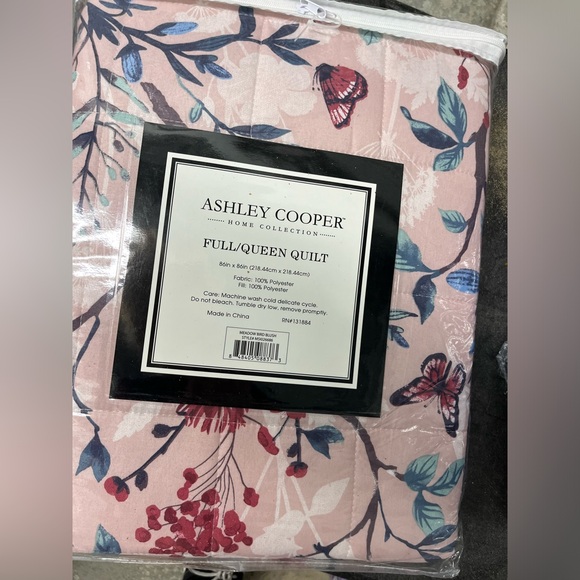 ASHLEY COOPER™
HOME COLLECTION
FULL/QUEEN QUILT
86in x 86in (218.44cm x 218.44cm)
Fabric: 100% Polyester
Fill: 100% Polyester
Care: Machine wash cold delicate cycle.
Do not bleach. Tumble dry low, remove promptly.
Made in China
RN#131884
MEADOW BIRD BLUSH